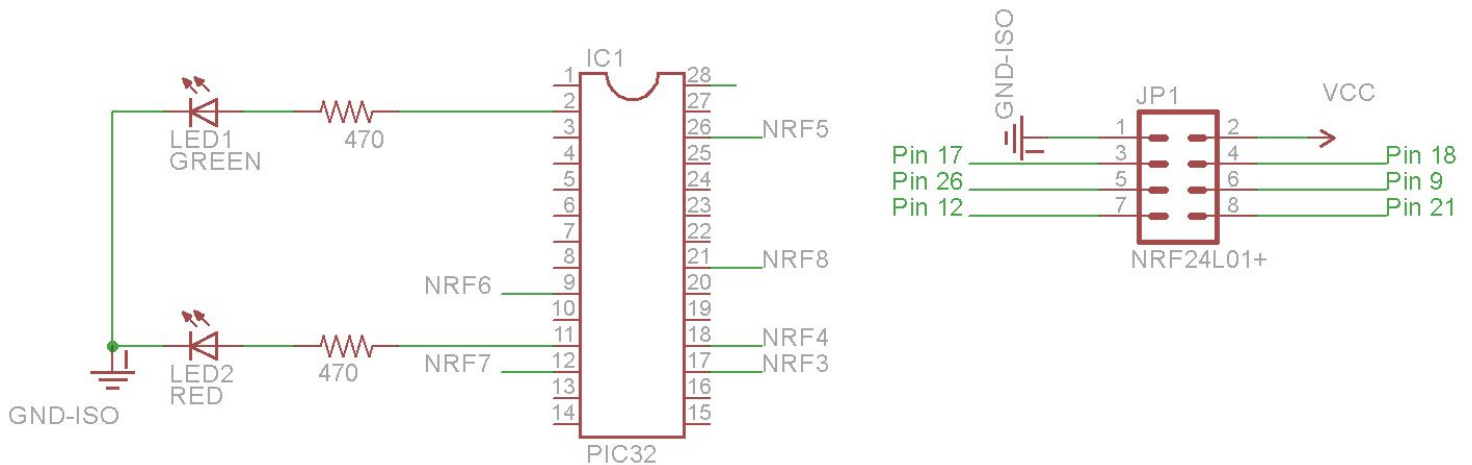 IC1
1
2
3
4
5
6
7
8
9
10
11
12
13
14
28
27
26
25
24
23
22
21
20
19
18
17
16
15
PIC32
LED1
GREEN
470
LED2
RED
470
GND-ISO
NRF6
NRF7
NRF5
NRF8
NRF4
NRF3
GND-ISO
JP1
VCC
1 2
Pin 17 3 4 Pin 18
Pin 26 5 6 Pin 9
Pin 12 7 8 Pin 21
NRF24L01+